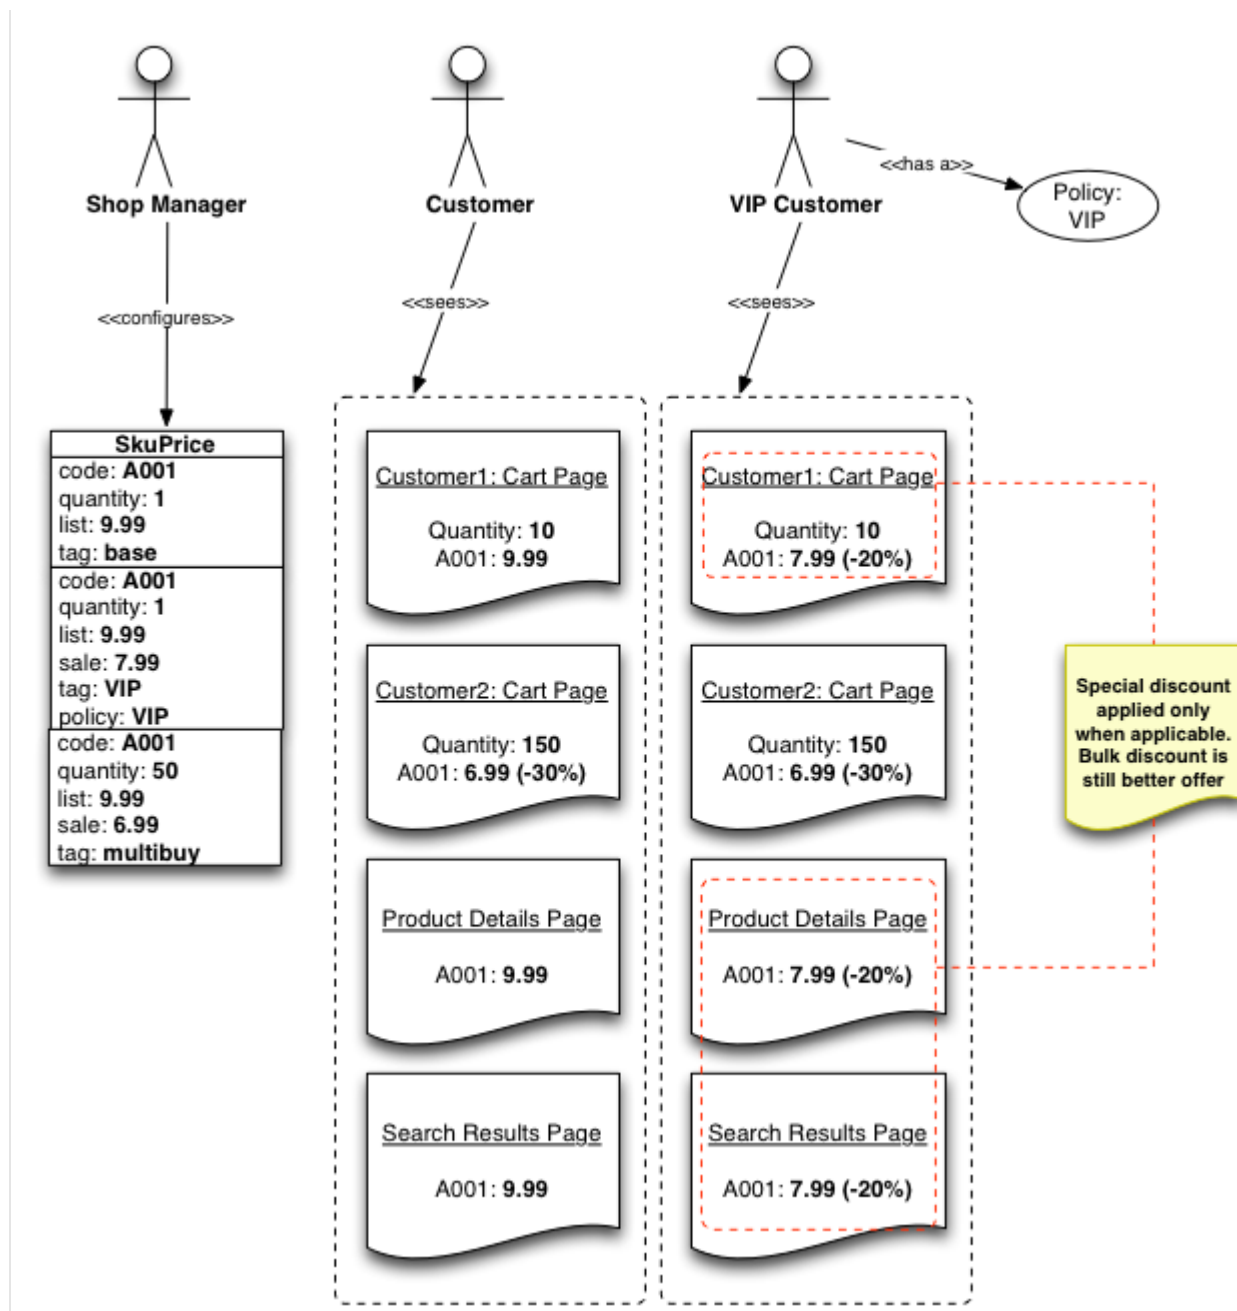 Shop Manager
Customer
VIP Customer
<<has a>>
Policy:
VIP
<<configures>>
<<sees>>
<<sees>>
SkuPrice
code: A001
quantity: 1
list: 9.99
tag: base
code: A001
quantity: 1
list: 9.99
sale: 7.99
tag: VIP
policy: VIP
code: A001
quantity: 50
list: 9.99
sale: 6.99
tag: multibuy
Customer1: Cart Page
Quantity: 10
A001: 9.99
Customer2: Cart Page
Quantity: 150
A001: 6.99 (-30%)
Product Details Page
A001: 9.99
Search Results Page
A001: 9.99
Customer1: Cart Page
Quantity: 10
A001: 7.99 (-20%)
Customer2: Cart Page
Quantity: 150
A001: 6.99 (-30%)
Product Details Page
A001: 7.99 (-20%)
Search Results Page
A001: 7.99 (-20%)
Special discount
applied only
when applicable.
Bulk discount is
still better offer